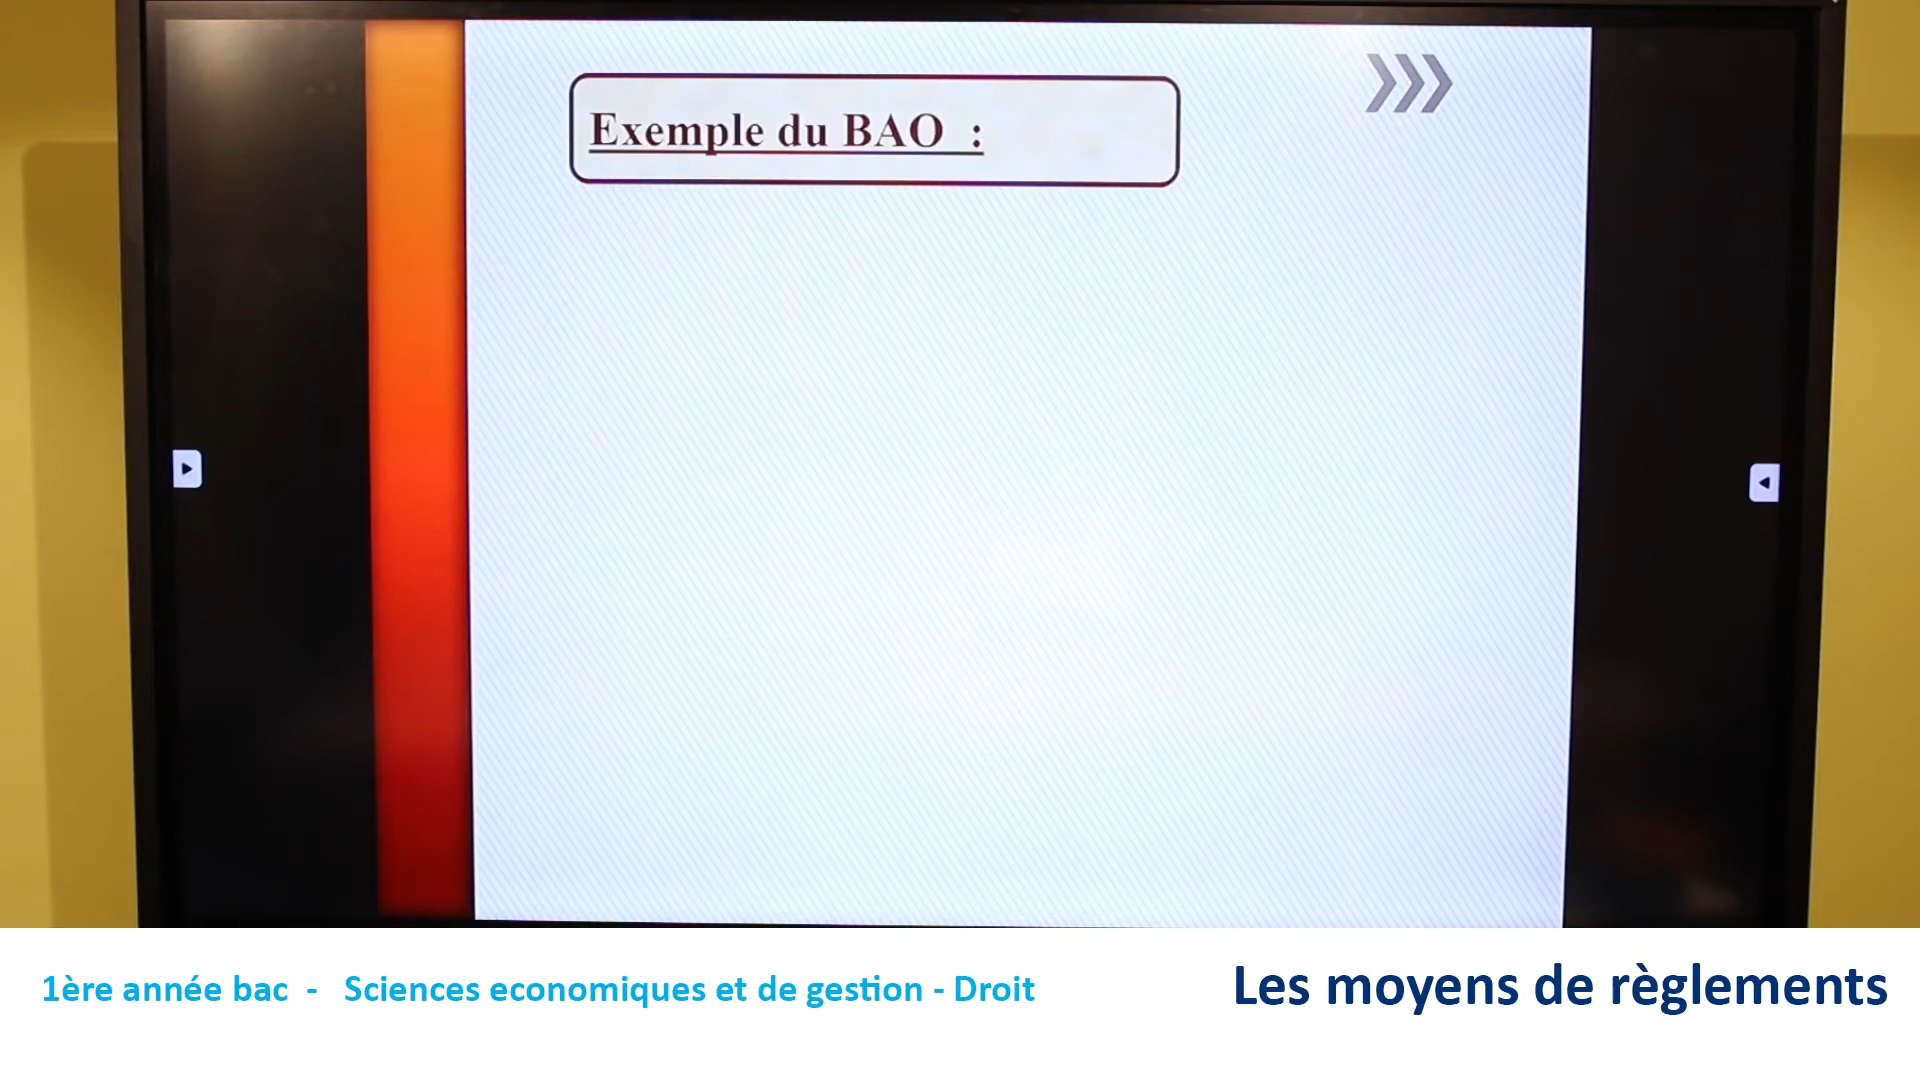 Exemple du BAO :
1ère année bac - Sciences economiques et de gestion - Droit
Les moyens de règlements